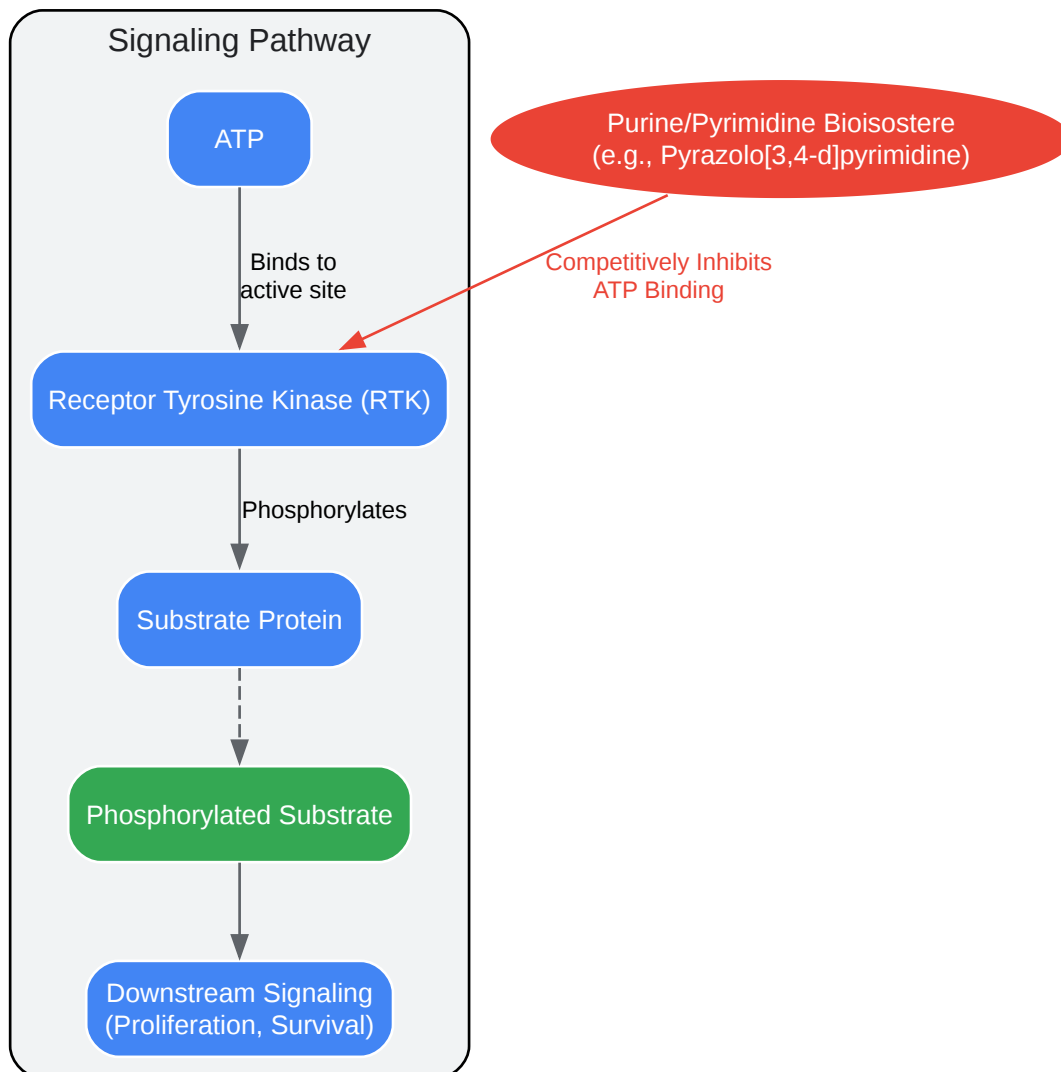 Signaling Pathway
ATP
Purine/Pyrimidine Bioisostere
(e.g., Pyrazolo[3,4-d]pyrimidine)
Binds to
active site
Competitively Inhibits
ATP Binding
Receptor Tyrosine Kinase (RTK)
Phosphorylates
Substrate Protein
Phosphorylated Substrate
Downstream Signaling
(Proliferation, Survival)